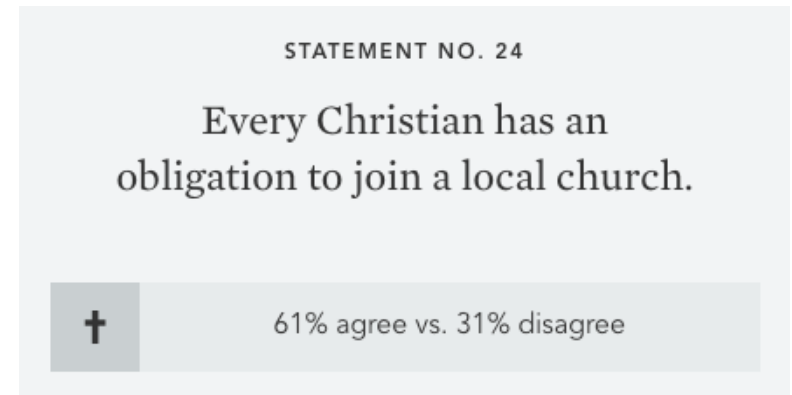 STATEMENT NO. 24
Every Christian has an
obligation to join a local church.
61% agree vs. 31% disagree